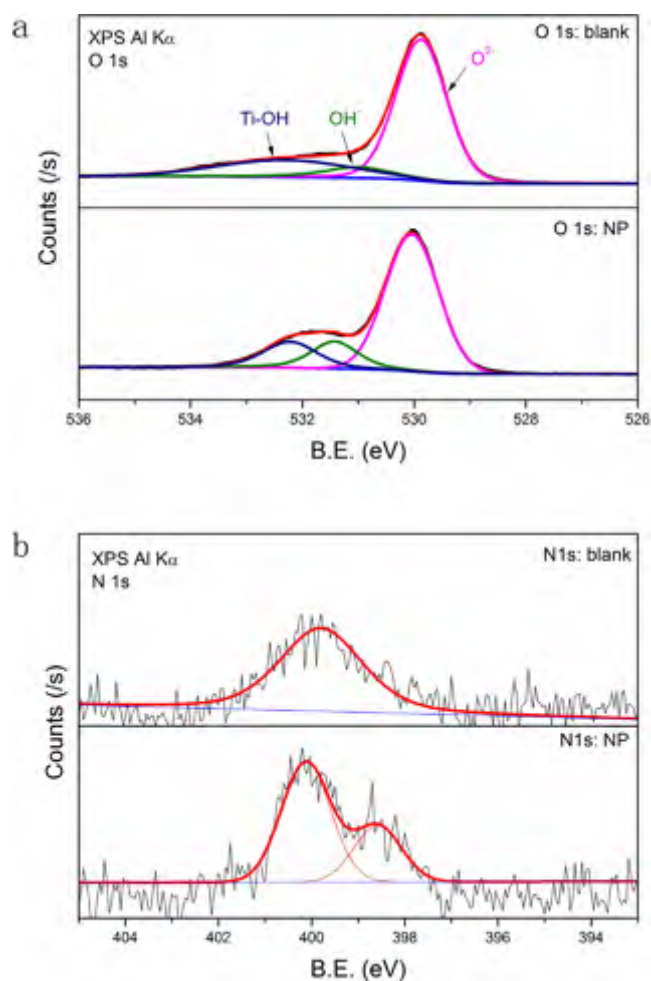 a
XPS Al Kα
O 1s
O 1s: blank
O²⁻
Ti-OH
OH⁻
O 1s: NP
Counts (/s)
536 534 532 530 528 526
B.E. (eV)
b
XPS Al Kα
N 1s
N1s: blank
N1s: NP
Counts (/s)
404 402 400 398 396 394
B.E. (eV)